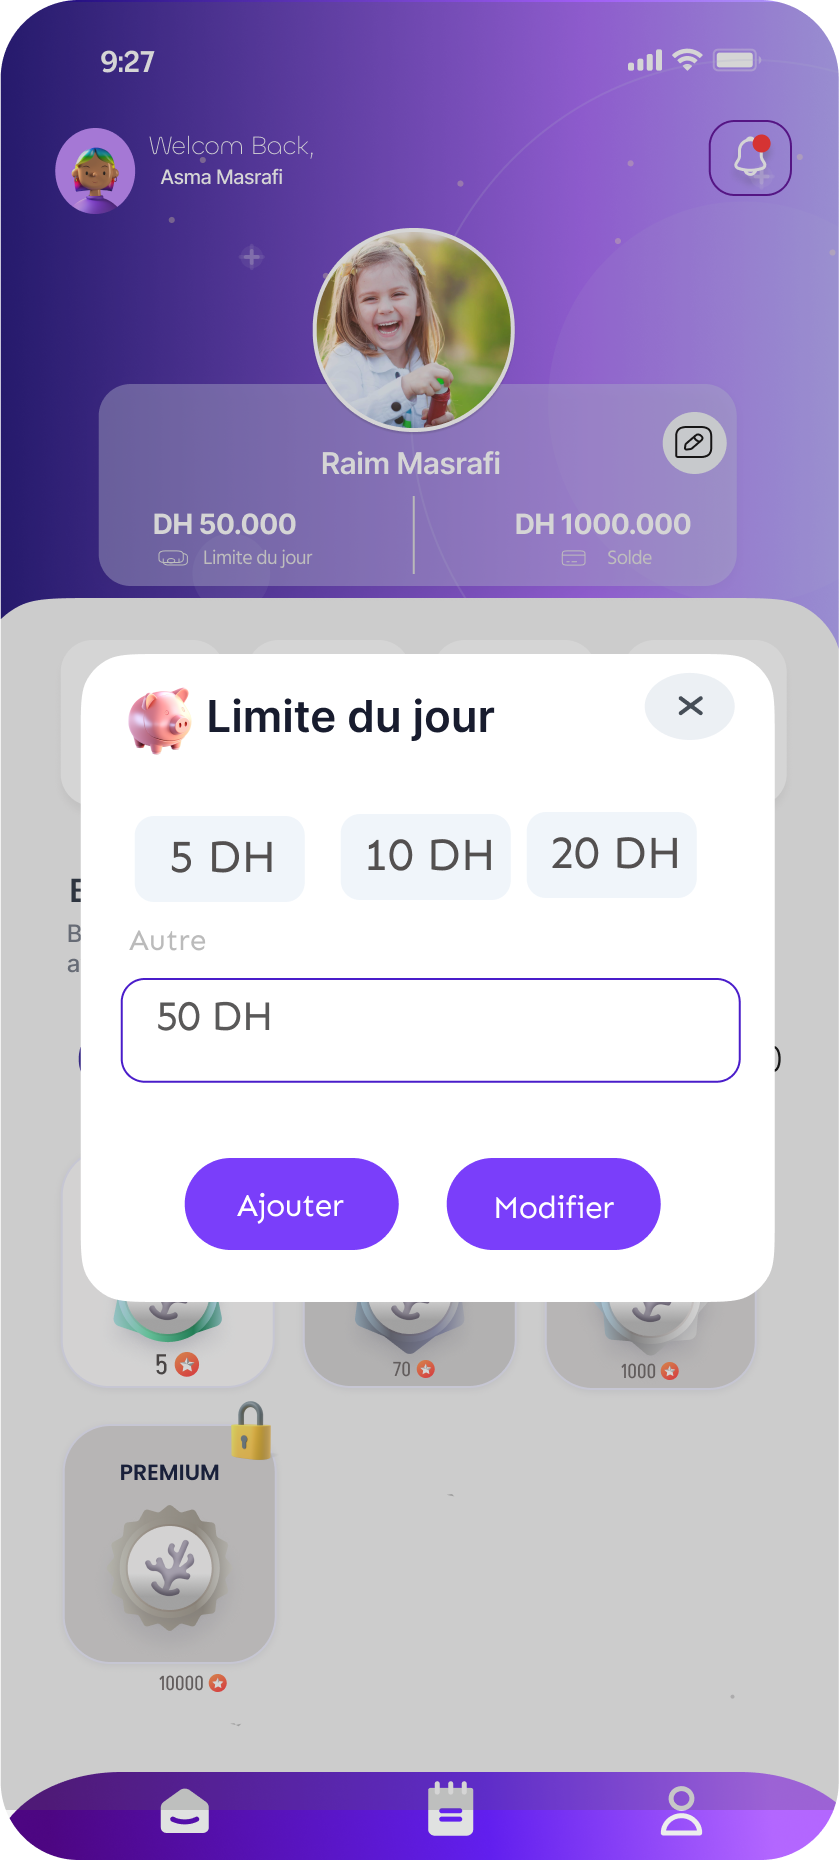 9:27
Welcom Back,
Asma Masrafi
Raim Masrafi
DH 50.000 DH 1000.000
Limite du jour Solde
Limite du jour
5 DH 10 DH 20 DH
Autre
50 DH
Ajouter Modifier
5 70 1000
PREMIUM
10000